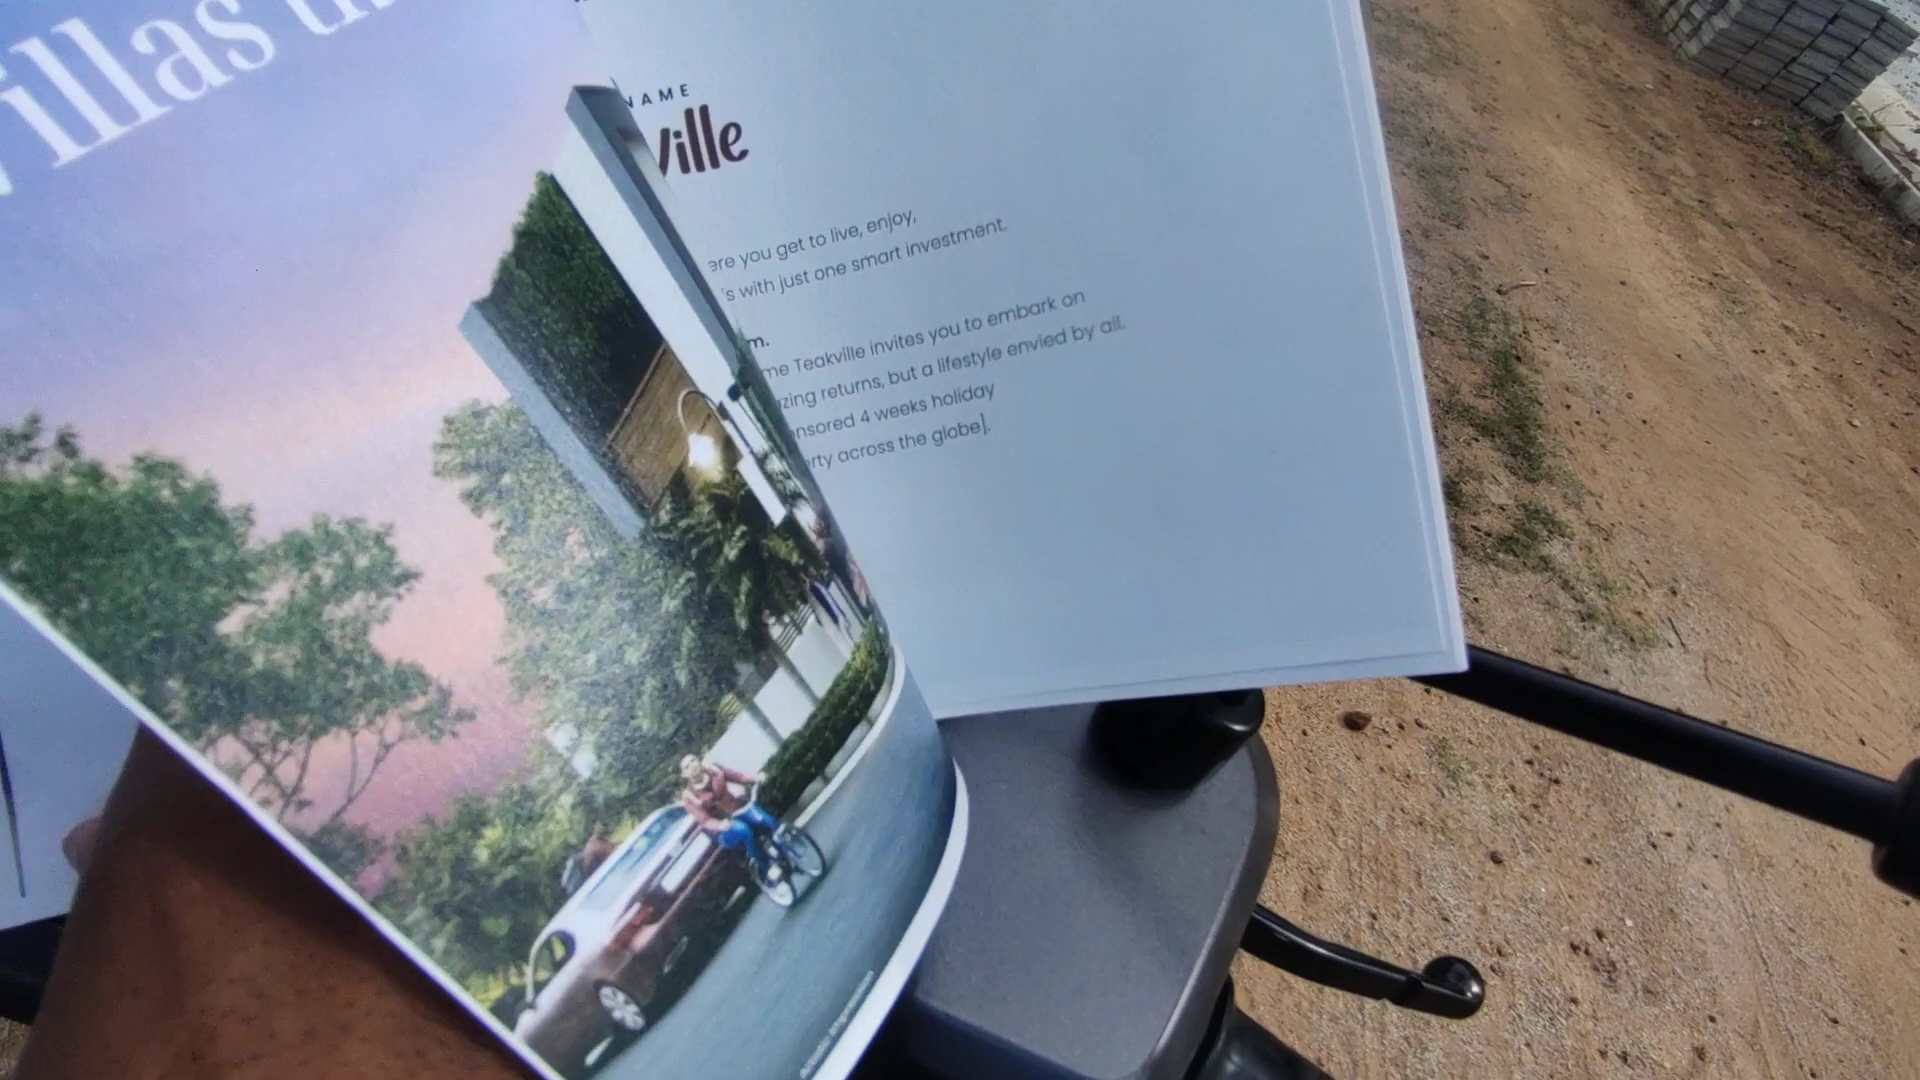 villas
NAME
Ville
ere you get to live, enjoy,
's with just one smart investment.
m.
me Teakville invites you to embark on
zing returns, but a lifestyle envied by all.
nsored 4 weeks holiday
rty across the globe].